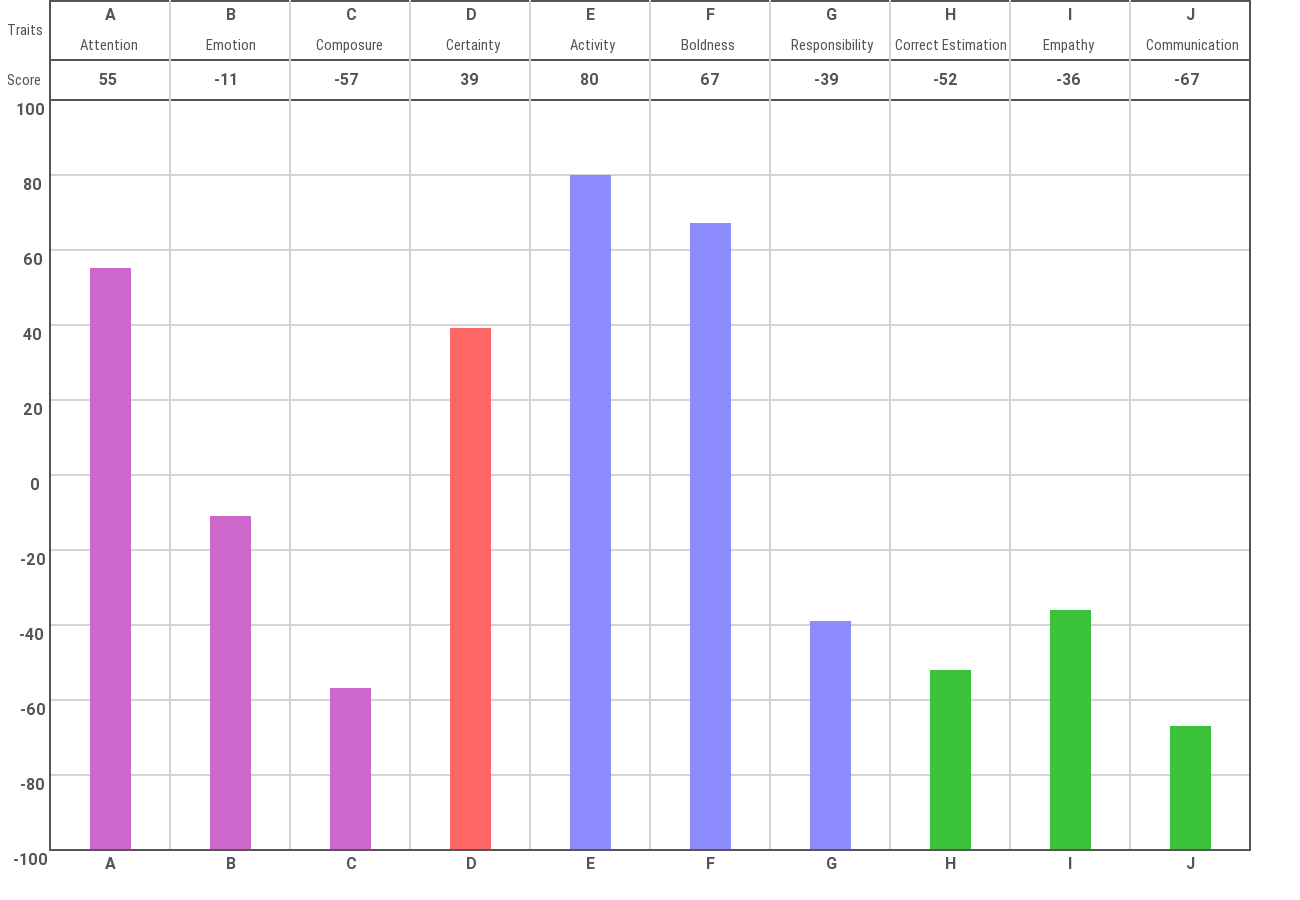 A B C D E F G H I J
Traits
Attention Emotion Composure Certainty Activity Boldness Responsibility Correct Estimation Empathy Communication
Score 55 -11 -57 39 80 67 -39 -52 -36 -67
100
80
60
40
20
0
-20
-40
-60
-80
-100
A B C D E F G H I J